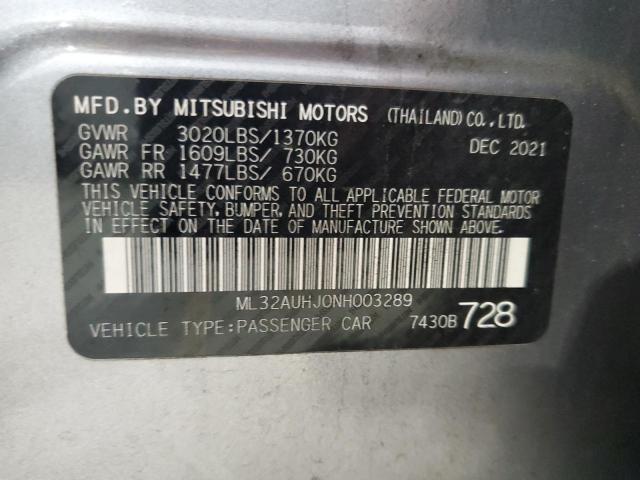 MFD.BY MITSUBISHI MOTORS (THAILAND)CO.,LTD.
GVWR 3020LBS/1370KG DEC 2021
GAWR FR 1609LBS/ 730KG
GAWR RR 1477LBS/ 670KG
THIS VEHICLE CONFORMS TO ALL APPLICABLE FEDERAL MOTOR
VEHICLE SAFETY, BUMPER, AND THEFT PREVENTION STANDARDS
IN EFFECT ON THE DATE OF MANUFACTURE SHOWN ABOVE.
ML32AUHJ0NH003289
VEHICLE TYPE:PASSENGER CAR 7430B 728